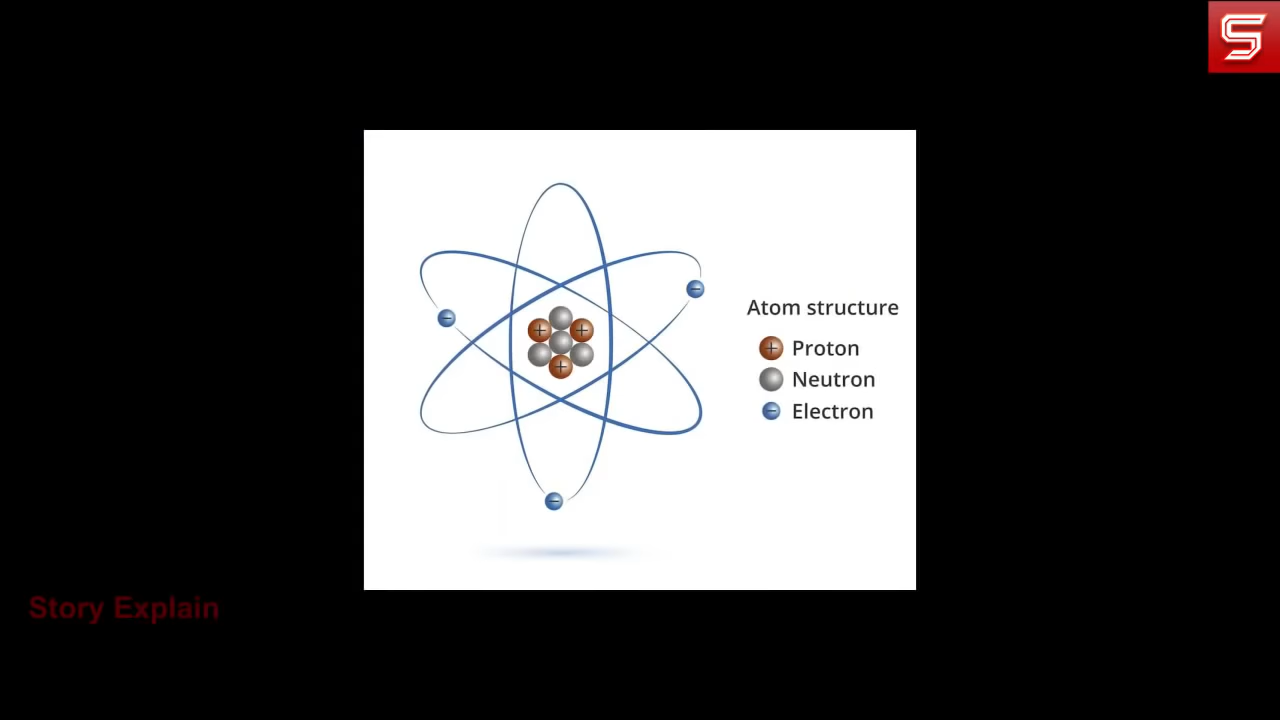 S
Atom structure
+ Proton
Neutron
− Electron
Story Explain